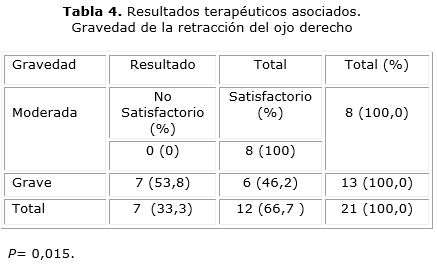 Tabla 4. Resultados terapéuticos asociados.
Gravedad de la retracción del ojo derecho
Gravedad Resultado Total Total (%)
Moderada
No Satisfactorio (%)
Satisfactorio (%)
8 (100,0)
0 (0) 8 (100)
Grave 7 (53,8) 6 (46,2) 13 (100,0)
Total 7 (33,3) 12 (66,7 ) 21 (100,0)
P= 0,015.